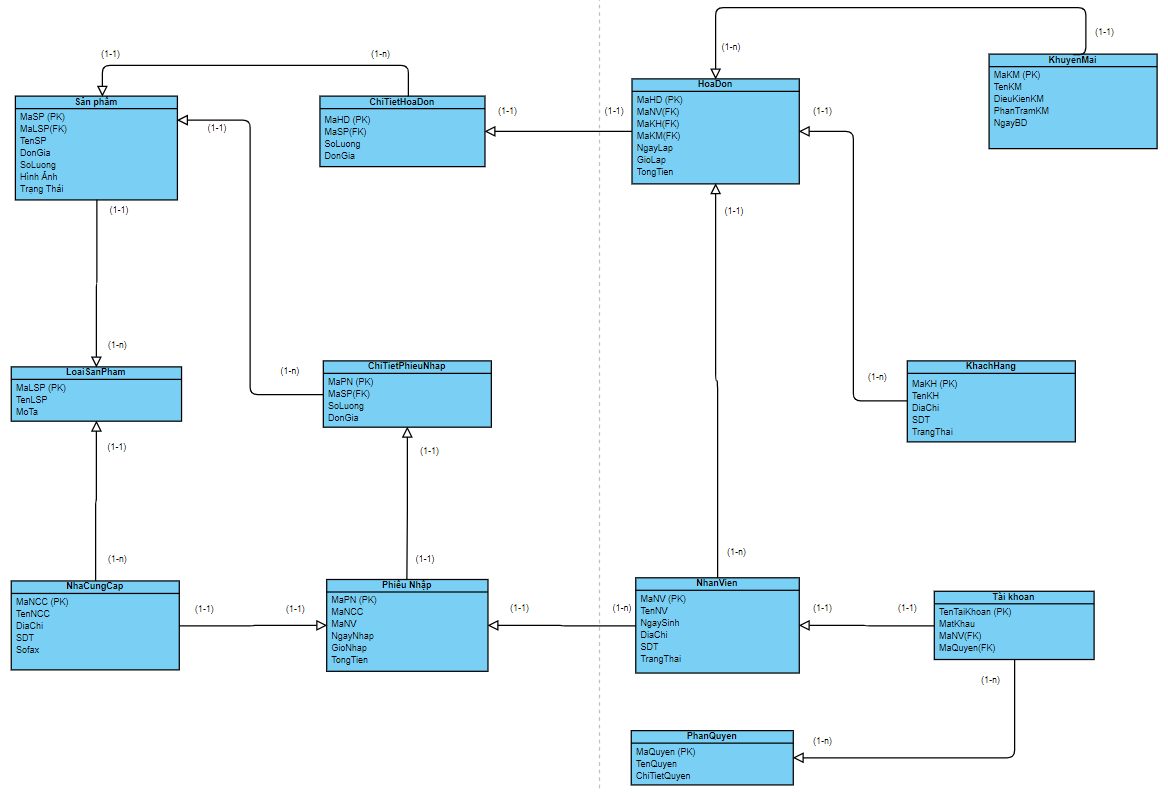 (1-1)
(1-n)
Sản phẩm
MaSP (PK)
MaLSP(FK)
TenSP
DonGia
SoLuong
Hình Ảnh
Trạng Thái
(1-1)
(1-1)
ChiTietHoaDon
MaHD (PK)
MaSP(FK)
SoLuong
DonGia
(1-1)
(1-1)
(1-n)
HoaDon
MaHD (PK)
MaNV(FK)
MaKH(FK)
MaKM(FK)
NgayLap
GioLap
TongTien
(1-1)
(1-1)
(1-1)
KhuyenMai
MaKM (PK)
TenKM
DieuKienKM
PhanTramKM
NgayBD
(1-n)
LoaiSanPham
MaLSP (PK)
TenLSP
MoTa
(1-1)
(1-n)
ChiTietPhieuNhap
MaPN (PK)
MaSP(FK)
SoLuong
DonGia
(1-1)
(1-n)
KhachHang
MaKH (PK)
TenKH
DiaChi
SDT
TrangThai
(1-n)
NhaCungCap
MaNCC (PK)
TenNCC
DiaChi
SDT
Sofax
(1-1)
(1-1)
(1-1)
Phiếu Nhập
MaPN (PK)
MaNCC
MaNV
NgayNhap
GioNhap
TongTien
(1-1)
(1-n)
(1-n)
NhanVien
MaNV (PK)
TenNV
NgaySinh
DiaChi
SDT
TrangThai
(1-1)
(1-1)
Tài khoan
TenTaiKhoan (PK)
MatKhau
MaNV(FK)
MaQuyen(FK)
(1-n)
PhanQuyen
MaQuyen (PK)
TenQuyen
ChiTietQuyen
(1-n)